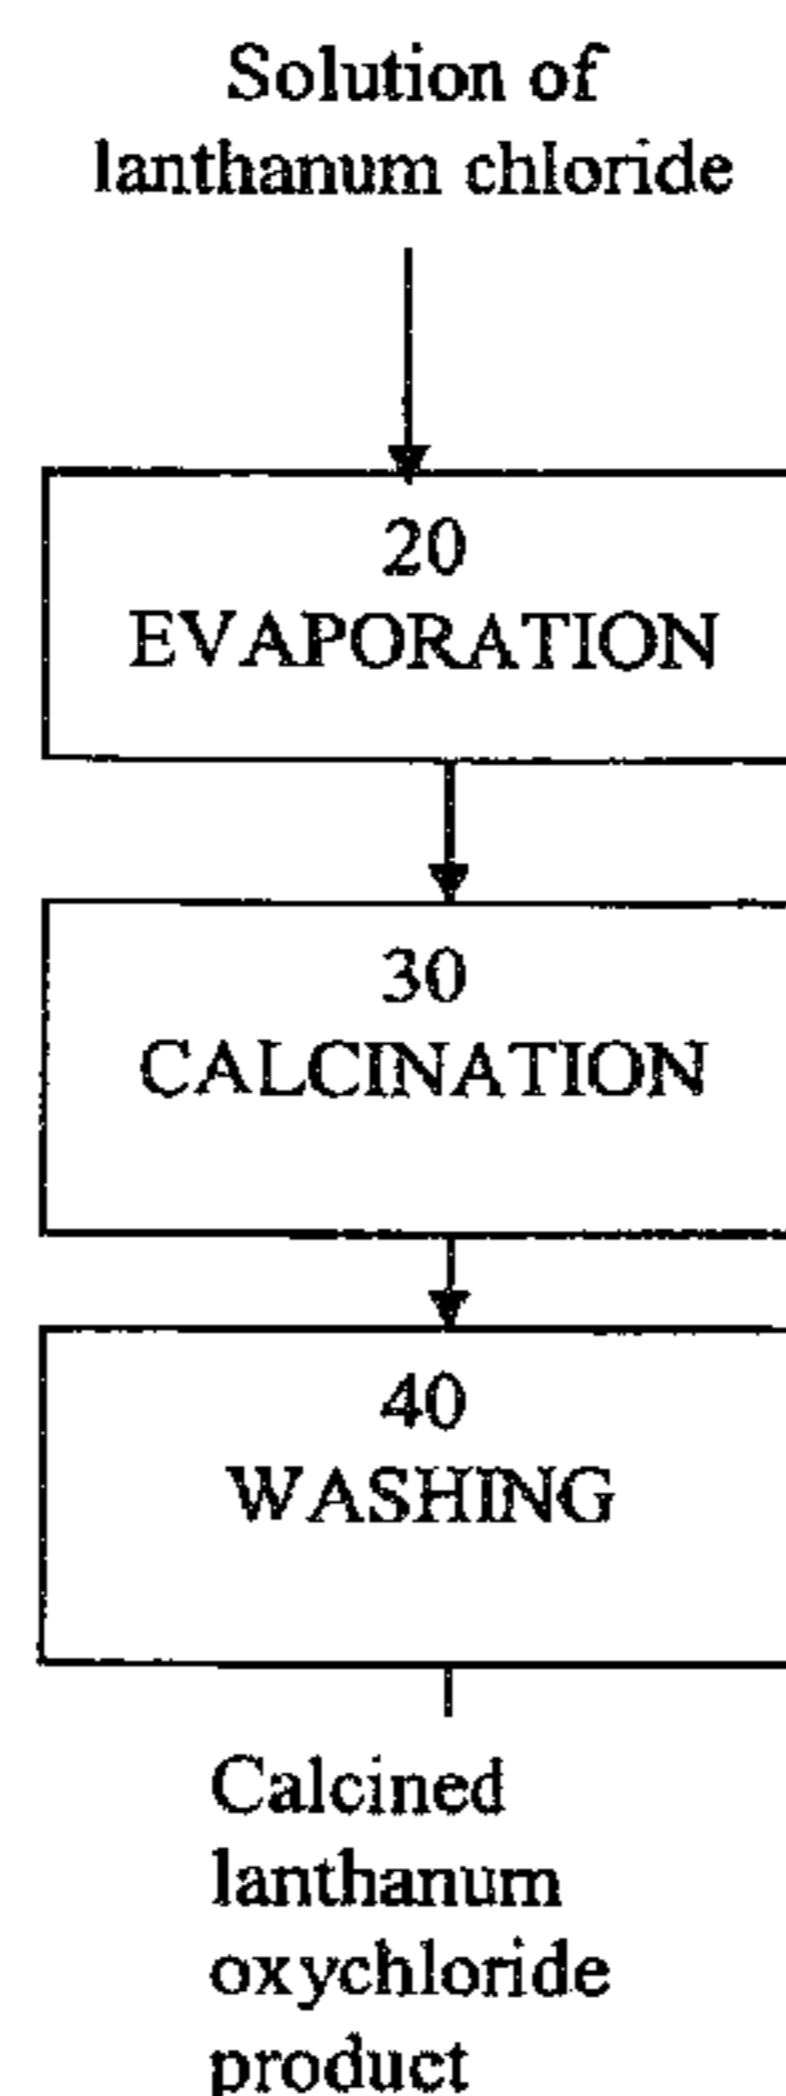 Solution of
lanthanum chloride
20
EVAPORATION
30
CALCINATION
40
WASHING
Calcined
lanthanum
oxychloride
product